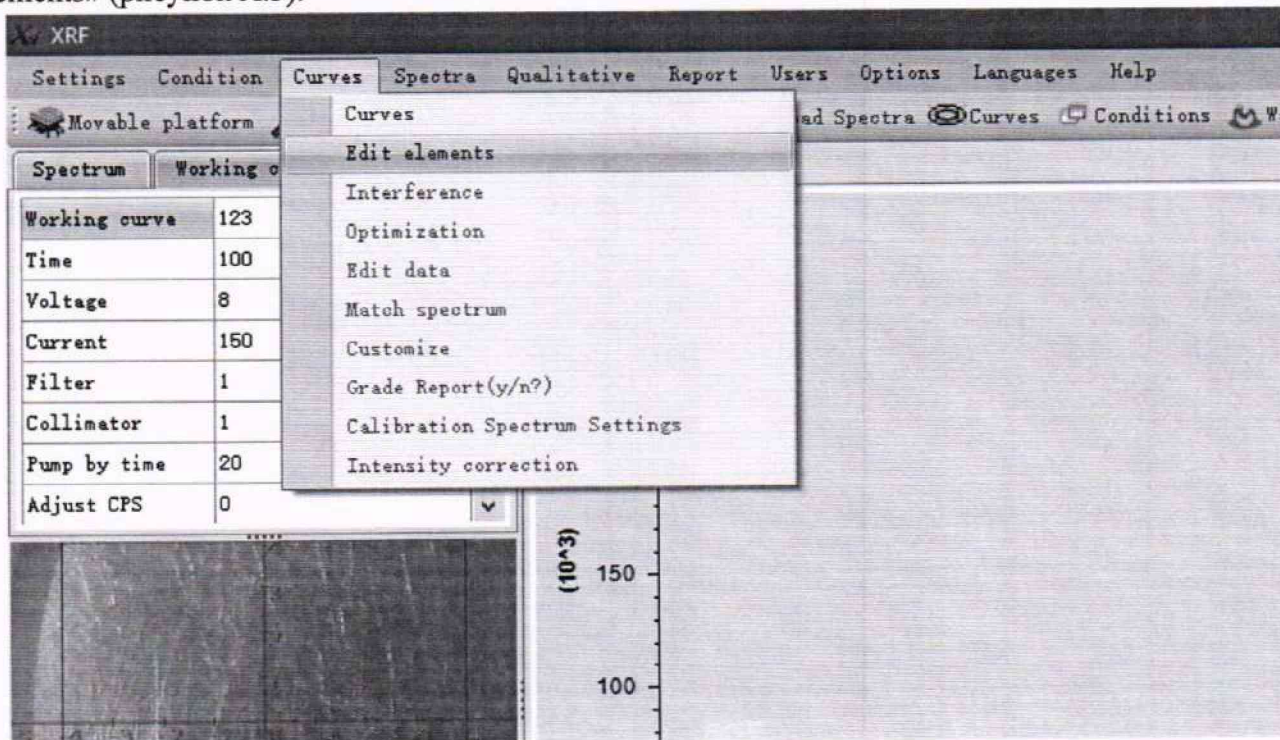 XRF
Settings Condition Curves Spectra Qualitative Report Users Options Languages Help
Movable platform
Curves
ad Spectra Curves Conditions W
Edit elements
Spectrum Working c
Interference
Working curve 123
Optimization
Time 100
Edit data
Voltage 8
Match spectrum
Current 150
Customize
Filter 1
Grade Report(y/n?)
Collimator 1
Calibration Spectrum Settings
Pump by time 20
Intensity correction
Adjust CPS 0
(10^3)
150
100